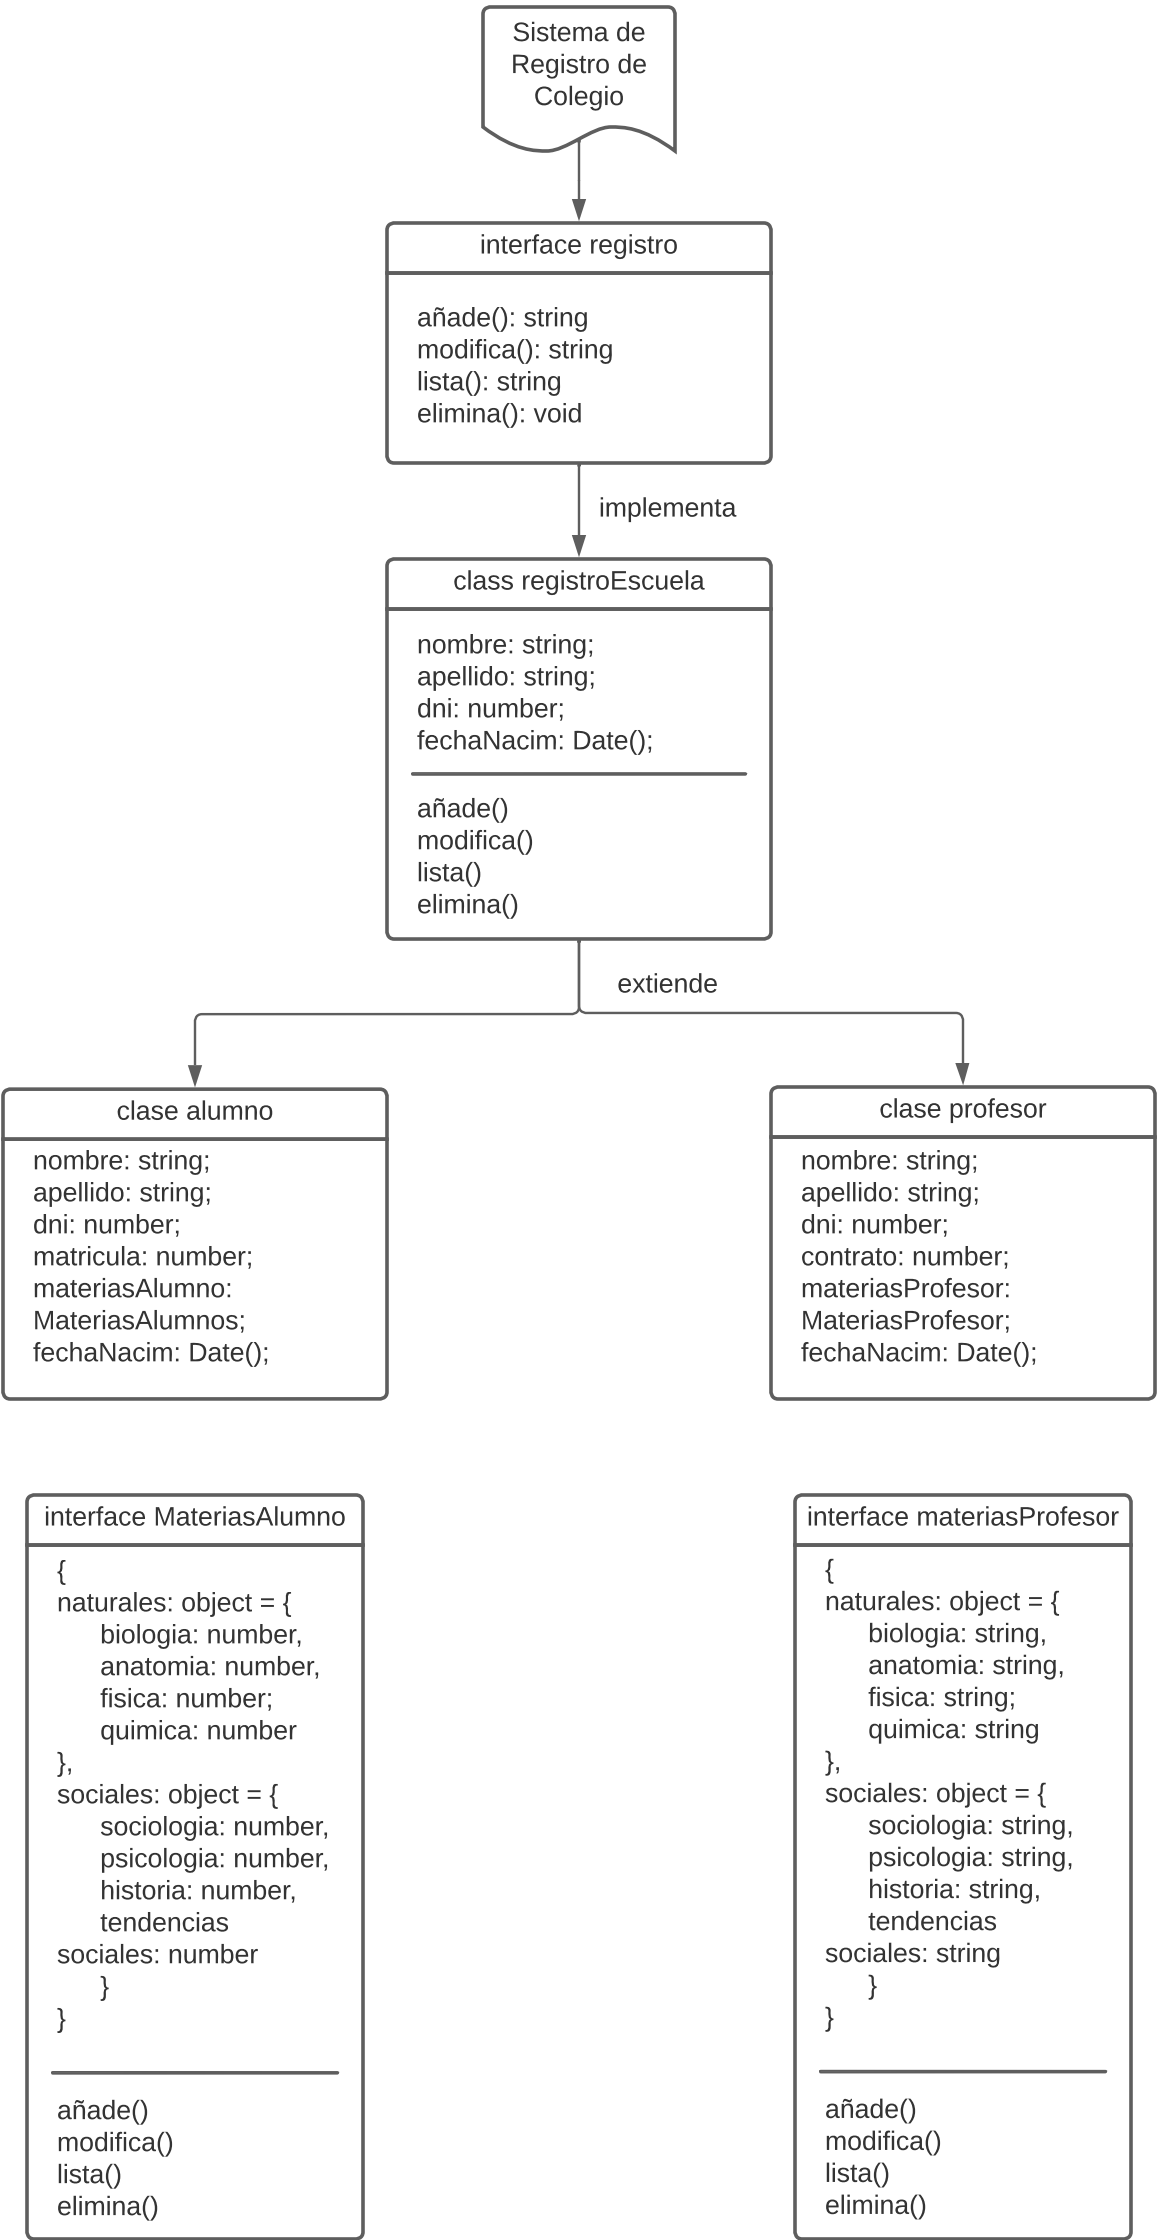 Sistema de
Registro de
Colegio
interface registro
añade(): string
modifica(): string
lista(): string
elimina(): void
implementa
class registroEscuela
nombre: string;
apellido: string;
dni: number;
fechaNacim: Date();
añade()
modifica()
lista()
elimina()
extiende
clase alumno
nombre: string;
apellido: string;
dni: number;
matricula: number;
materiasAlumno:
MateriasAlumnos;
fechaNacim: Date();
clase profesor
nombre: string;
apellido: string;
dni: number;
contrato: number;
materiasProfesor:
MateriasProfesor;
fechaNacim: Date();
interface MateriasAlumno
{
naturales: object = {
biologia: number,
anatomia: number,
fisica: number;
quimica: number
},
sociales: object = {
sociologia: number,
psicologia: number,
historia: number,
tendencias
sociales: number
}
}
añade()
modifica()
lista()
elimina()
interface materiasProfesor
{
naturales: object = {
biologia: string,
anatomia: string,
fisica: string;
quimica: string
},
sociales: object = {
sociologia: string,
psicologia: string,
historia: string,
tendencias
sociales: string
}
}
añade()
modifica()
lista()
elimina()